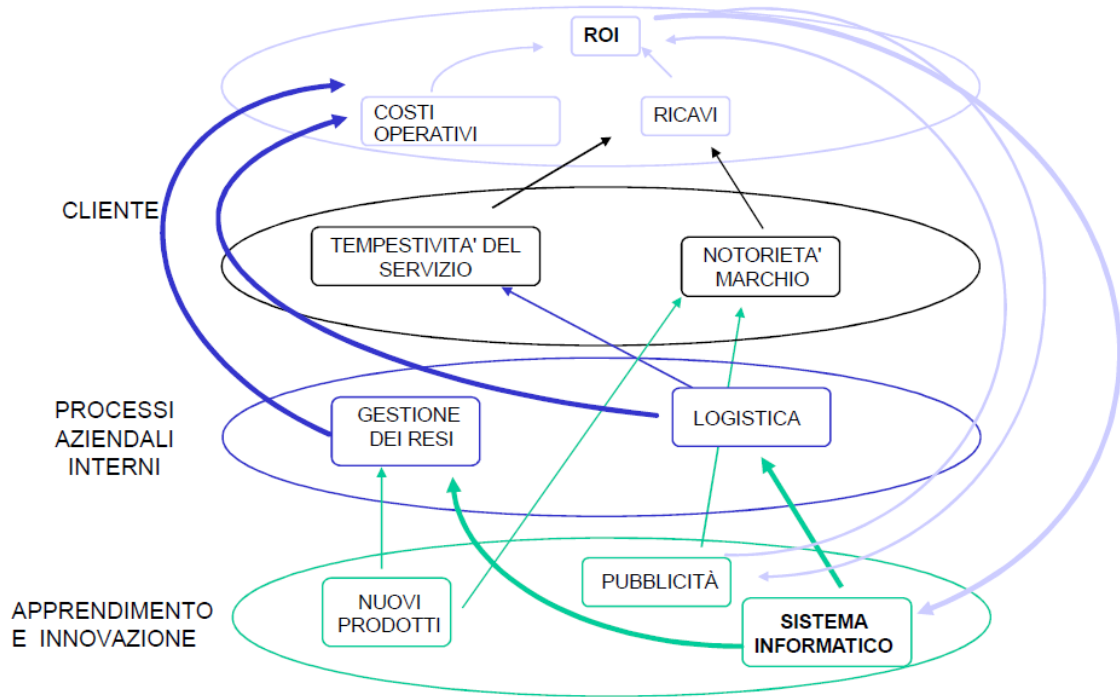 ROI
COSTI
OPERATIVI
RICAVI
CLIENTE
TEMPESTIVITA' DEL
SERVIZIO
NOTORIETA'
MARCHIO
PROCESSI
AZIENDALI
INTERNI
GESTIONE
DEI RESI
LOGISTICA
APPRENDIMENTO
E INNOVAZIONE
NUOVI
PRODOTTI
PUBBLICITÀ
SISTEMA
INFORMATICO